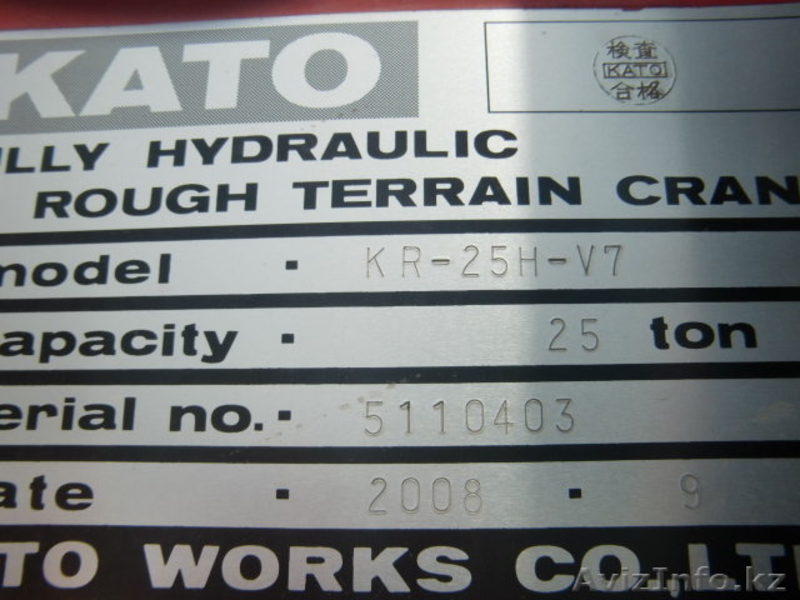 KATO
検査
KATO
合格
ULLY HYDRAULIC
ROUGH TERRAIN CRAN
model · KR-25H-V7
apacity · 25 ton
erial no. · 5110403
ate · 2008 · 9
TO WORKS CO.LT
AvizInfo.kz